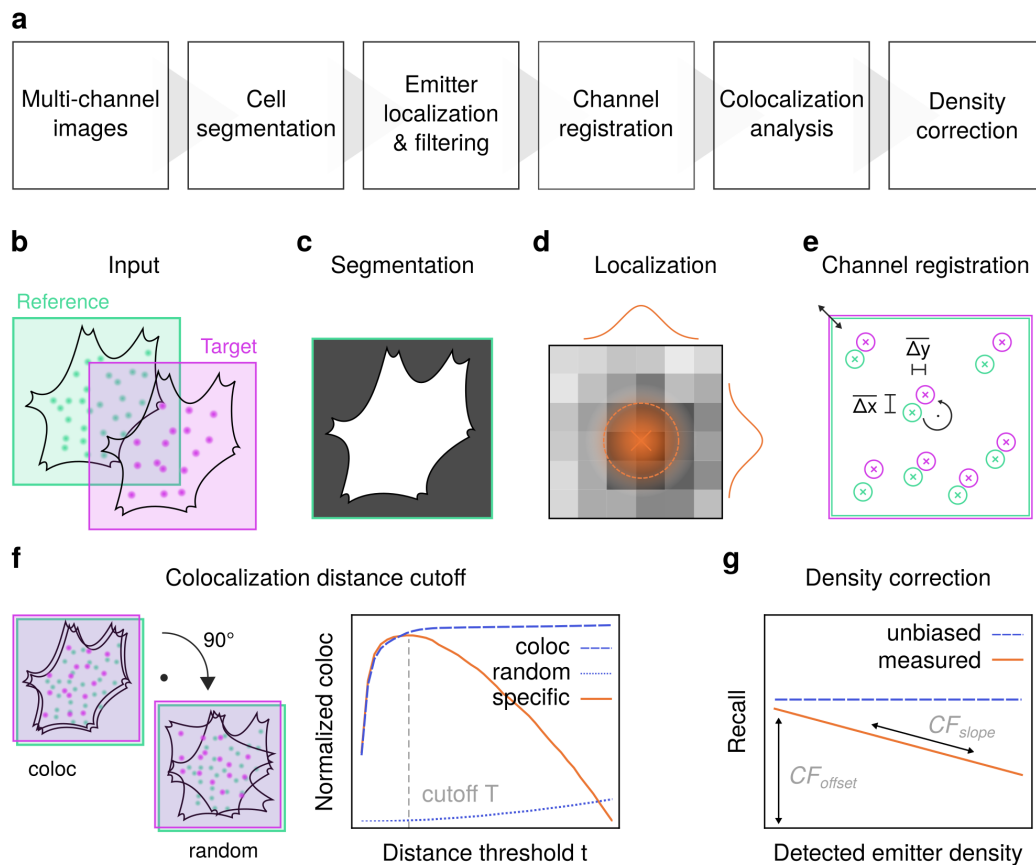 a
Multi-channel
images
Cell
segmentation
Emitter
localization
& filtering
Channel
registration
Colocalization
analysis
Density
correction
b
Input
Reference
Target
c
Segmentation
d
Localization
e
Channel registration
Δy
Δx
f
Colocalization distance cutoff
coloc
90°
random
Normalized coloc
coloc
random
specific
cutoff T
Distance threshold t
g
Density correction
unbiased
measured
Recall
CFslope
CFoffset
Detected emitter density